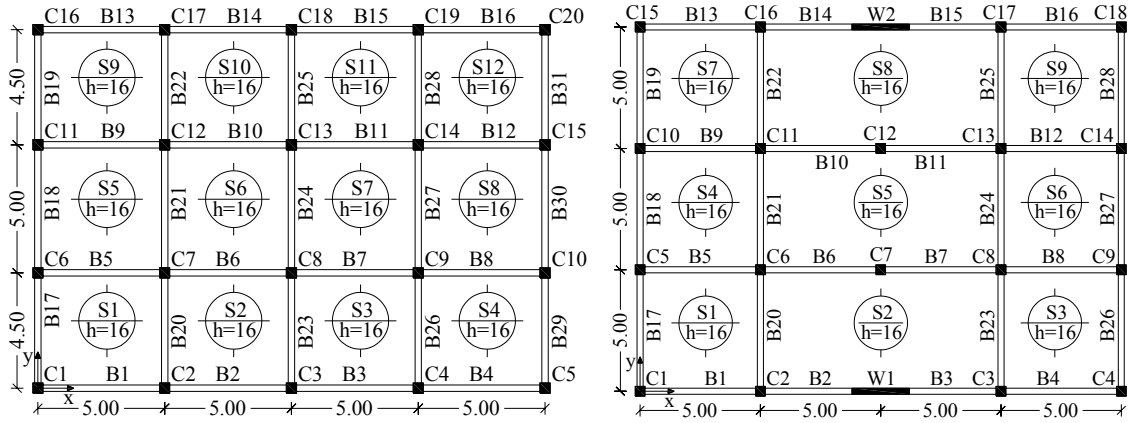 C16 B13 C17 B14 C18 B15 C19 B16 C20
4.50 B19 S9 h=16 B22 S10 h=16 B25 S11 h=16 B28 S12 h=16 B31
C11 B9 C12 B10 C13 B11 C14 B12 C15
5.00 B18 S5 h=16 B21 S6 h=16 B24 S7 h=16 B27 S8 h=16 B30
C6 B5 C7 B6 C8 B7 C9 B8 C10
4.50 B17 S1 h=16 B20 S2 h=16 B23 S3 h=16 B26 S4 h=16 B29
y
C1 B1 C2 B2 C3 B3 C4 B4 C5
x
5.00 5.00 5.00 5.00
C15 B13 C16 B14 W2 B15 C17 B16 C18
5.00 B19 S7 h=16 B22 S8 h=16 B25 S9 h=16 B28
C10 B9 C11 C12 C13 B12 C14
B10 B11
5.00 B18 S4 h=16 B21 S5 h=16 B24 S6 h=16 B27
C5 B5 C6 B6 C7 B7 C8 B8 C9
5.00 B17 S1 h=16 B20 S2 h=16 B23 S3 h=16 B26
y
C1 B1 C2 B2 W1 B3 C3 B4 C4
x
5.00 5.00 5.00 5.00